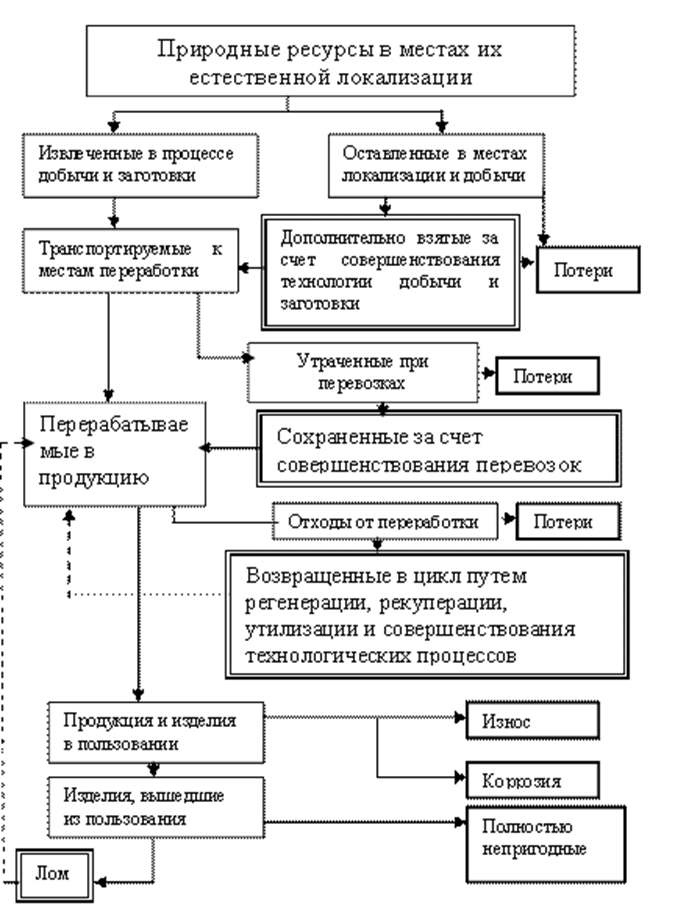 Природные ресурсы в местах их
естественной локализации
Извлеченные в процессе
добычи и заготовки
Оставленные в местах
локализации и добычи
Транспортируемые к
местам переработки
Дополнительно взятые за
счет совершенствования
технологии добычи и
заготовки
Потери
Утраченные при
перевозках
Потери
Перерабатывае
мые в
продукцию
Сохраненные за счет
совершенствования перевозок
Отходы от переработки
Потери
Возвращенные в цикл путем
регенерации, рекуперации,
утилизации и совершенствования
технологических процессов
Продукция и изделия
в пользовании
Износ
Коррозия
Изделия, вышедшие
из пользования
Полностью
непригодные
Лом